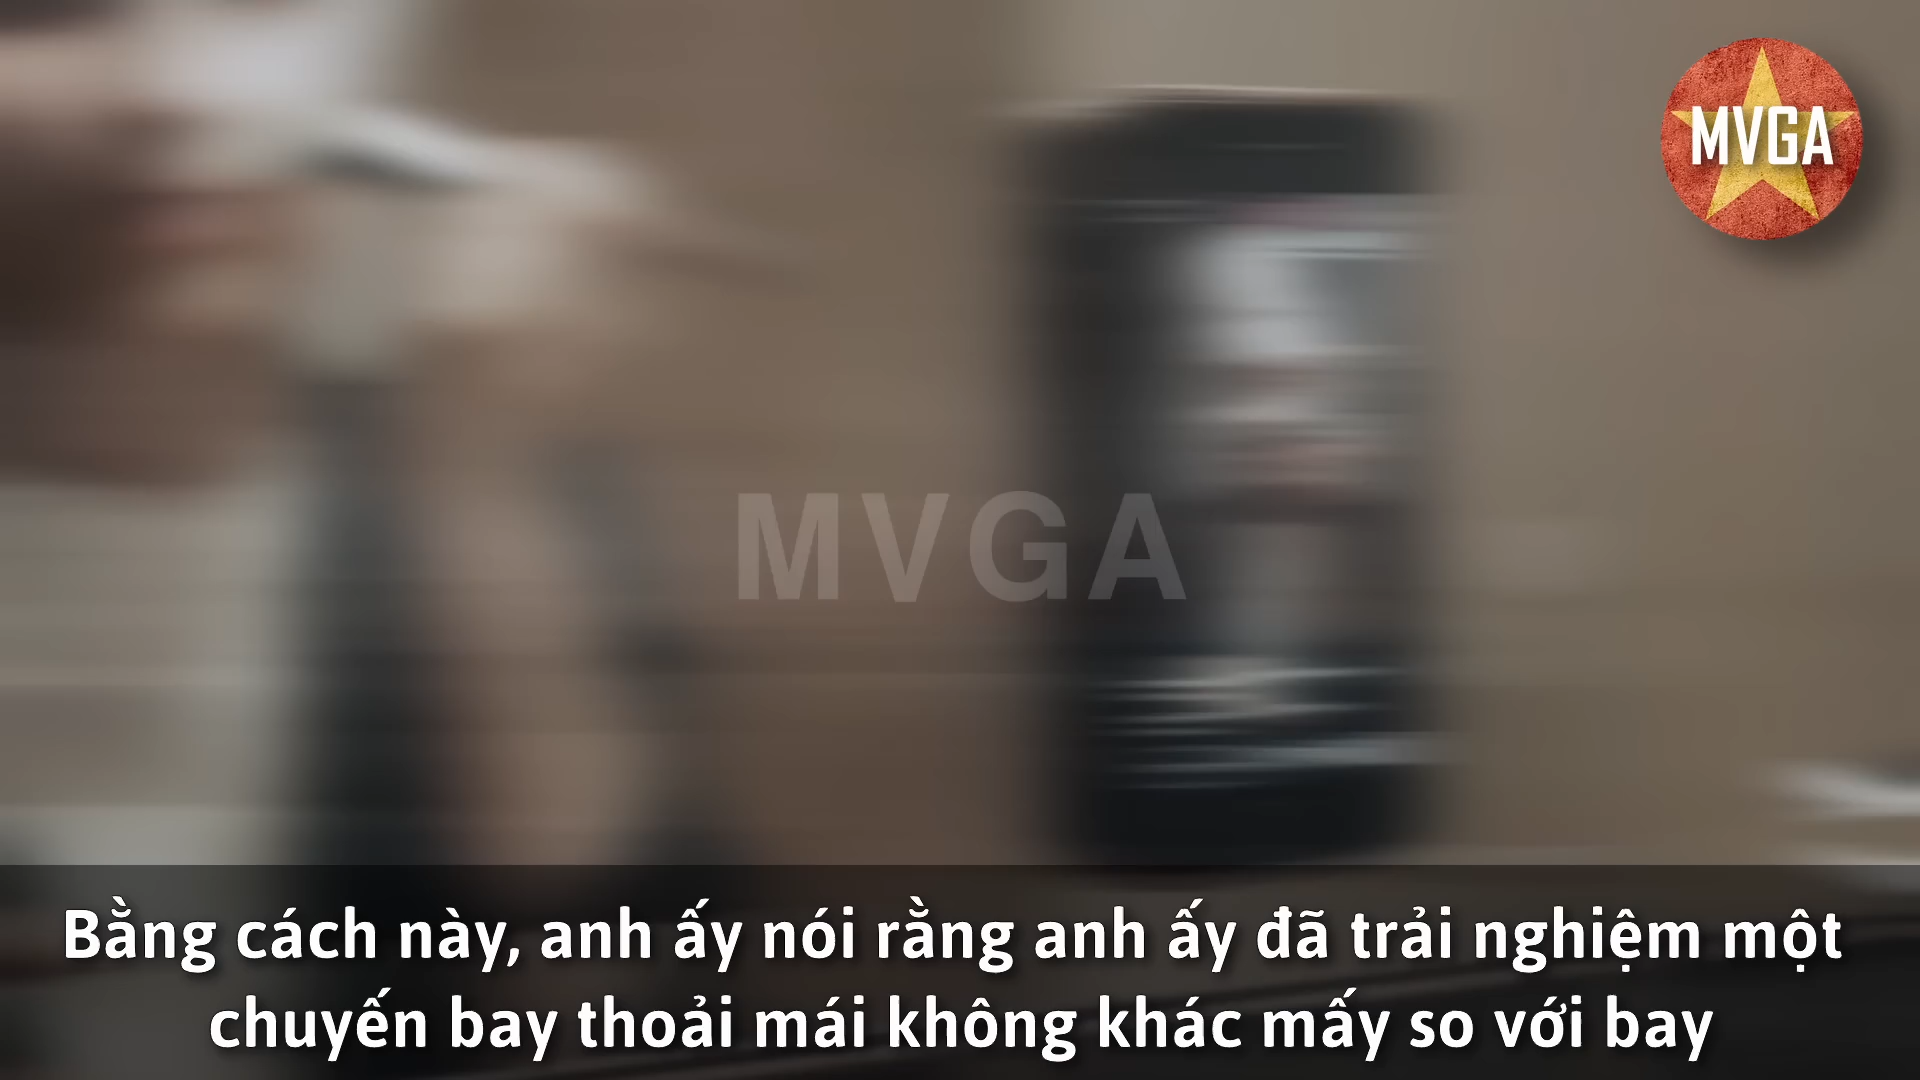 MVGA
MVGA
Bằng cách này, anh ấy nói rằng anh ấy đã trải nghiệm một
chuyến bay thoải mái không khác mấy so với bay